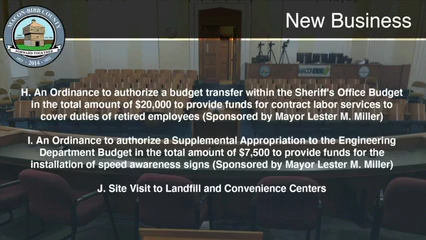 MACON-BIBB COUNTY
2014
New Business
H. An Ordinance to authorize a budget transfer within the Sheriff's Office Budget
in the total amount of $20,000 to provide funds for contract labor services to
cover duties of retired employees (Sponsored by Mayor Lester M. Miller)
I. An Ordinance to authorize a Supplemental Appropriation to the Engineering
Department Budget in the total amount of $7,500 to provide funds for the
installation of speed awareness signs (Sponsored by Mayor Lester M. Miller)
J. Site Visit to Landfill and Convenience Centers